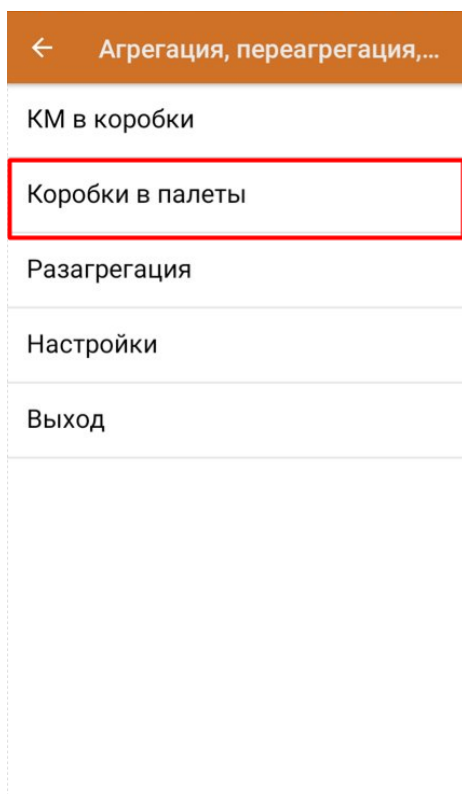 Агрегация, переагрегация,...
КМ в коробки
Коробки в палеты
Разагрегация
Настройки
Выход